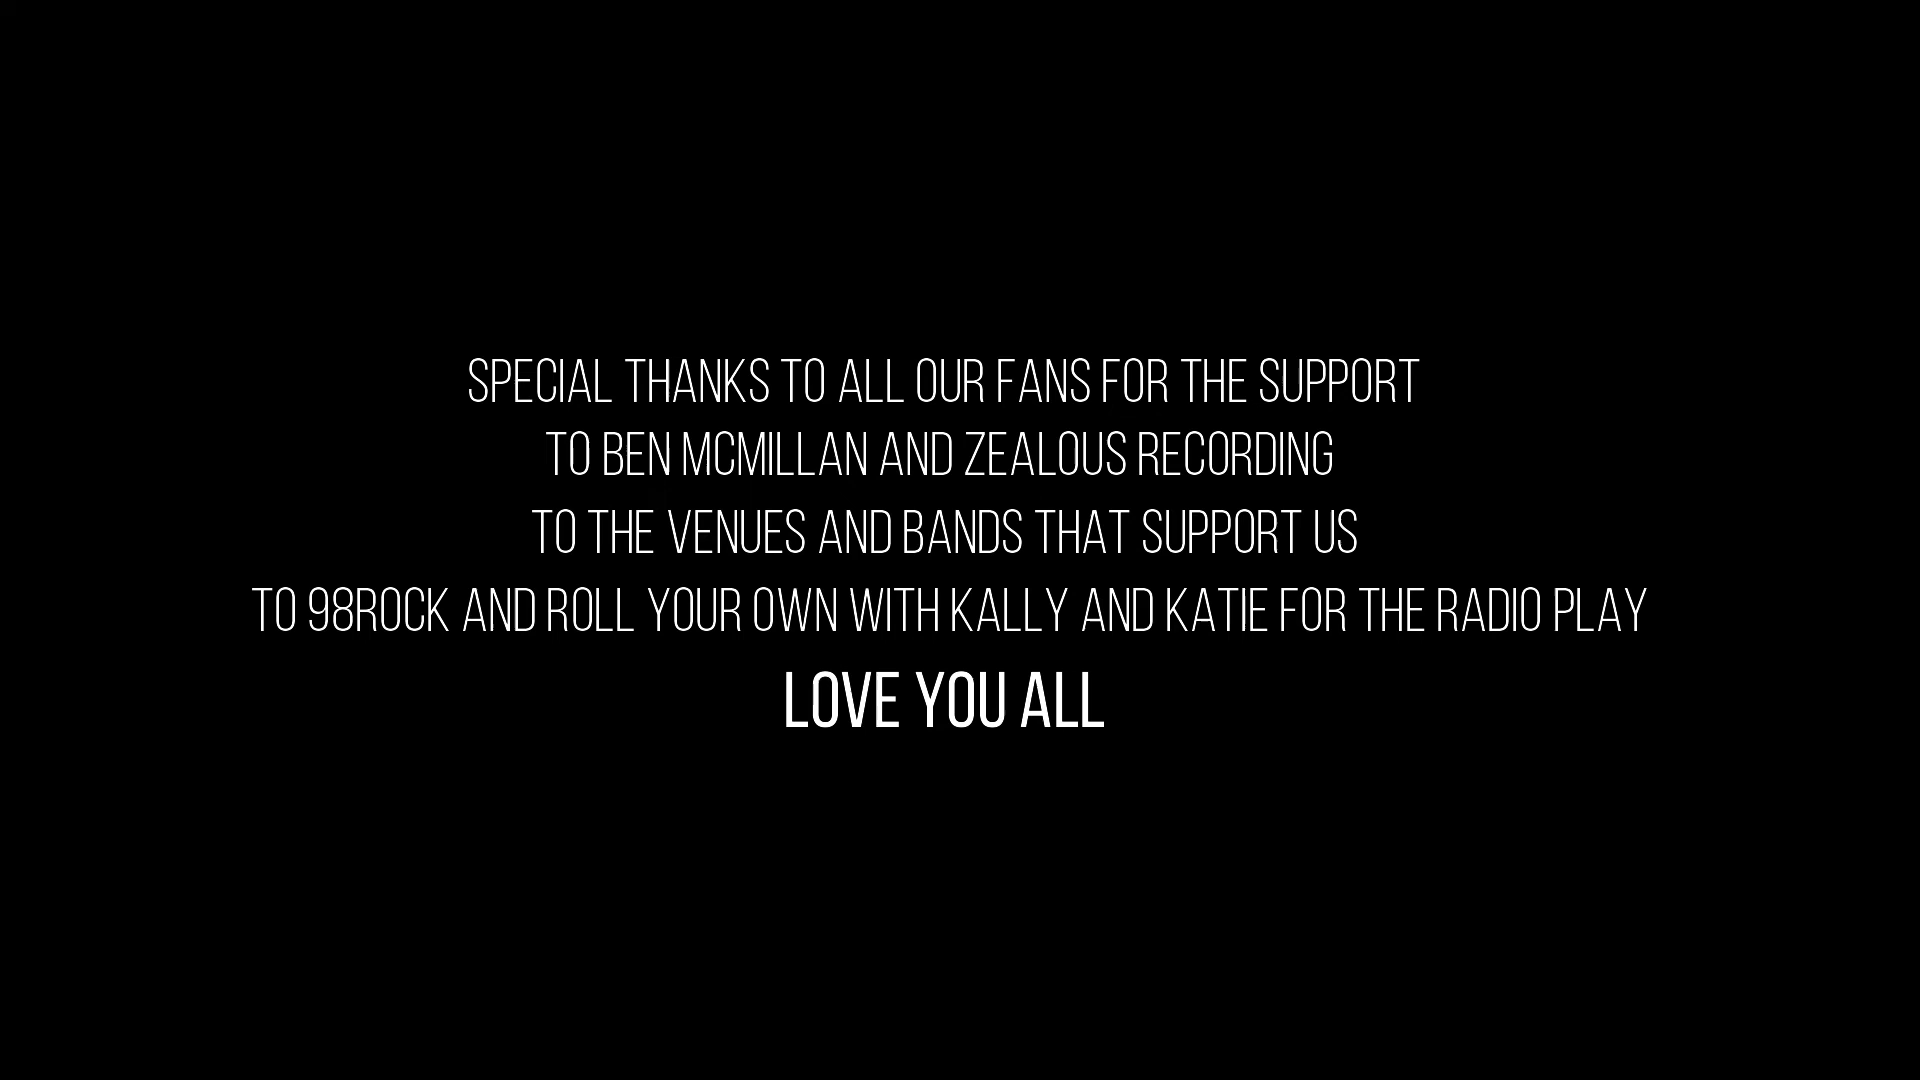 SPECIAL THANKS TO ALL OUR FANS FOR THE SUPPORT
TO BEN MCMILLAN AND ZEALOUS RECORDING
TO THE VENUES AND BANDS THAT SUPPORT US
TO 98ROCK AND ROLL YOUR OWN WITH KALLY AND KATIE FOR THE RADIO PLAY
LOVE YOU ALL